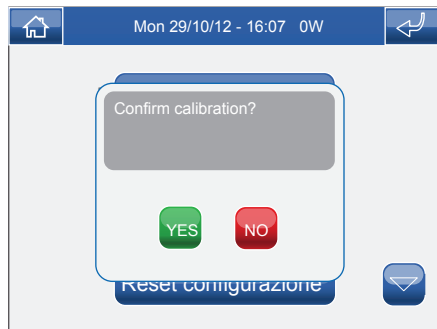 Mon 29/10/12 - 16:07 0W
Confirm calibration?
YES NO
Reset configurazione